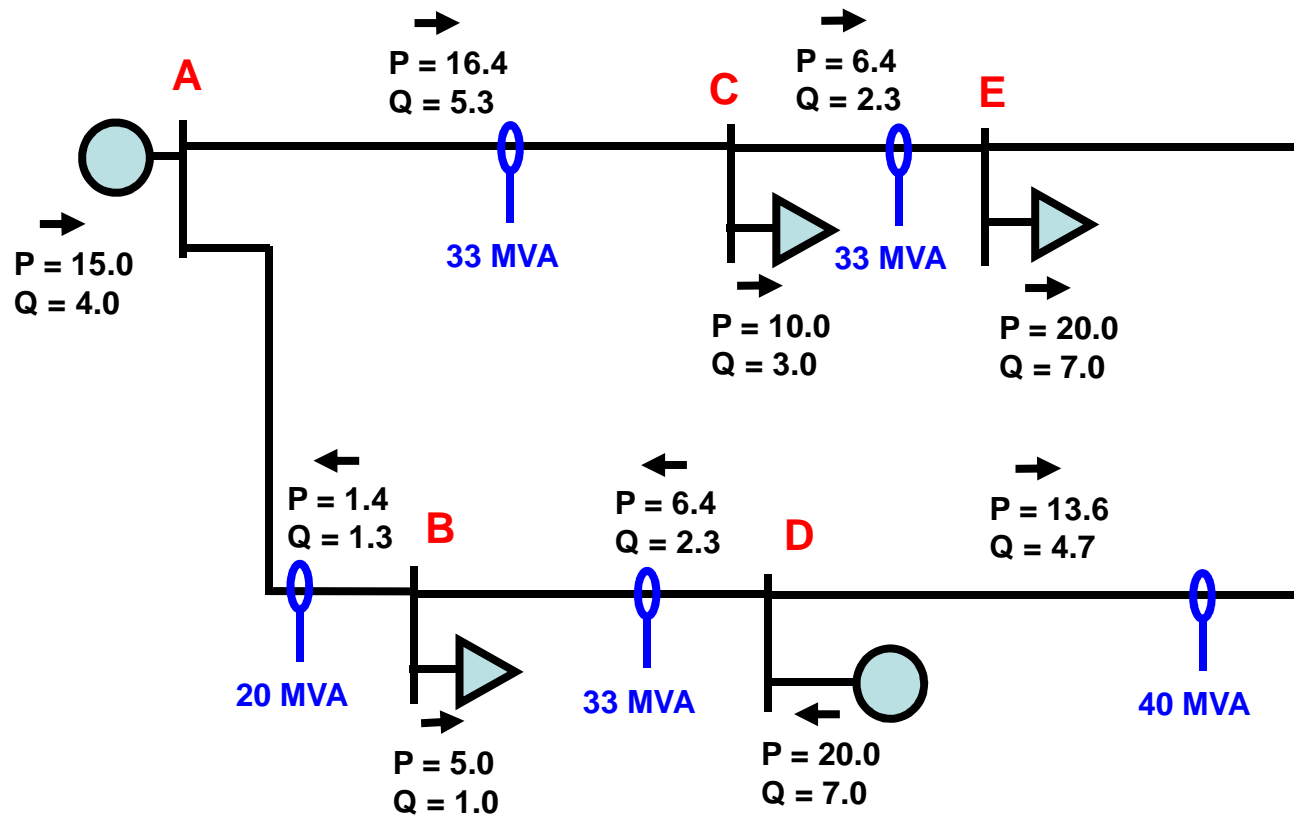 P = 16.4
Q = 5.3
P = 6.4
Q = 2.3
A
C
E
33 MVA
33 MVA
P = 15.0
Q = 4.0
P = 10.0
Q = 3.0
P = 20.0
Q = 7.0
P = 1.4
Q = 1.3
B
P = 6.4
Q = 2.3
D
P = 13.6
Q = 4.7
20 MVA
33 MVA
40 MVA
P = 5.0
Q = 1.0
P = 20.0
Q = 7.0